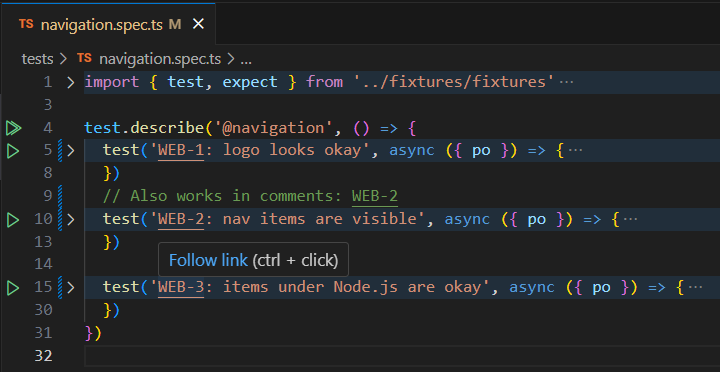 TS navigation.spec.ts M ×
tests > TS navigation.spec.ts > ...
1 > import { test, expect } from '../fixtures/fixtures' ···
3
4 test.describe('@navigation', () => {
5 > test('WEB-1: logo looks okay', async ({ po }) => { ···
8 })
9 // Also works in comments: WEB-2
10 > test('WEB-2: nav items are visible', async ({ po }) => { ···
13 })
14
Follow link (ctrl + click)
15 > test('WEB-3: items under Node.js are okay', async ({ po }) => { ···
30 })
31 })
32